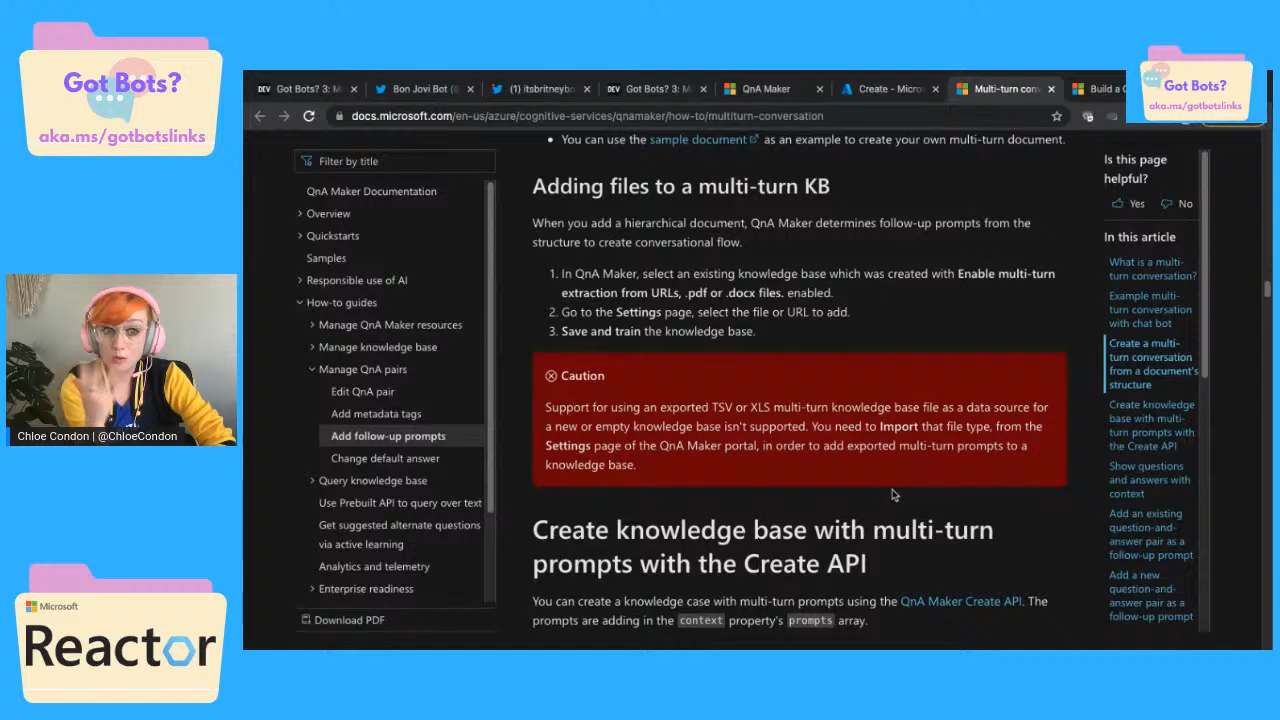 Got Bots?
aka.ms/gotbotslinks
Got Bots?
aka.ms/gotbotslinks
DEV Got Bots? 3: M
Bon Jovi Bot (@
(1) itsbritneybo
DEV Got Bots? 3: M
QnA Maker
Create - Micro
Multi-turn con
Build a C
docs.microsoft.com/en-us/azure/cognitive-services/qnamaker/how-to/multiturn-conversation
Filter by title
QnA Maker Documentation
Overview
Quickstarts
Samples
Responsible use of AI
How-to guides
Manage QnA Maker resources
Manage knowledge base
Manage QnA pairs
Edit QnA pair
Add metadata tags
Add follow-up prompts
Change default answer
Query knowledge base
Use Prebuilt API to query over text
Get suggested alternate questions
via active learning
Analytics and telemetry
Enterprise readiness
Download PDF
• You can use the sample document as an example to create your own multi-turn document.
Adding files to a multi-turn KB
When you add a hierarchical document, QnA Maker determines follow-up prompts from the
structure to create conversational flow.
1. In QnA Maker, select an existing knowledge base which was created with Enable multi-turn
extraction from URLs, .pdf or .docx files. enabled.
2. Go to the Settings page, select the file or URL to add.
3. Save and train the knowledge base.
Caution
Support for using an exported TSV or XLS multi-turn knowledge base file as a data source for
a new or empty knowledge base isn't supported. You need to Import that file type, from the
Settings page of the QnA Maker portal, in order to add exported multi-turn prompts to a
knowledge base.
Create knowledge base with multi-turn
prompts with the Create API
You can create a knowledge case with multi-turn prompts using the QnA Maker Create API. The
prompts are adding in the context property's prompts array.
Is this page
helpful?
Yes No
In this article
What is a multi-
turn conversation?
Example multi-
turn conversation
with chat bot
Create a multi-
turn conversation
from a document's
structure
Create knowledge
base with multi-
turn prompts with
the Create API
Show questions
and answers with
context
Add an existing
question-and-
answer pair as a
follow-up prompt
Add a new
question-and-
answer pair as a
follow-up prompt
Chloe Condon | @ChloeCondon
Microsoft
Reactor